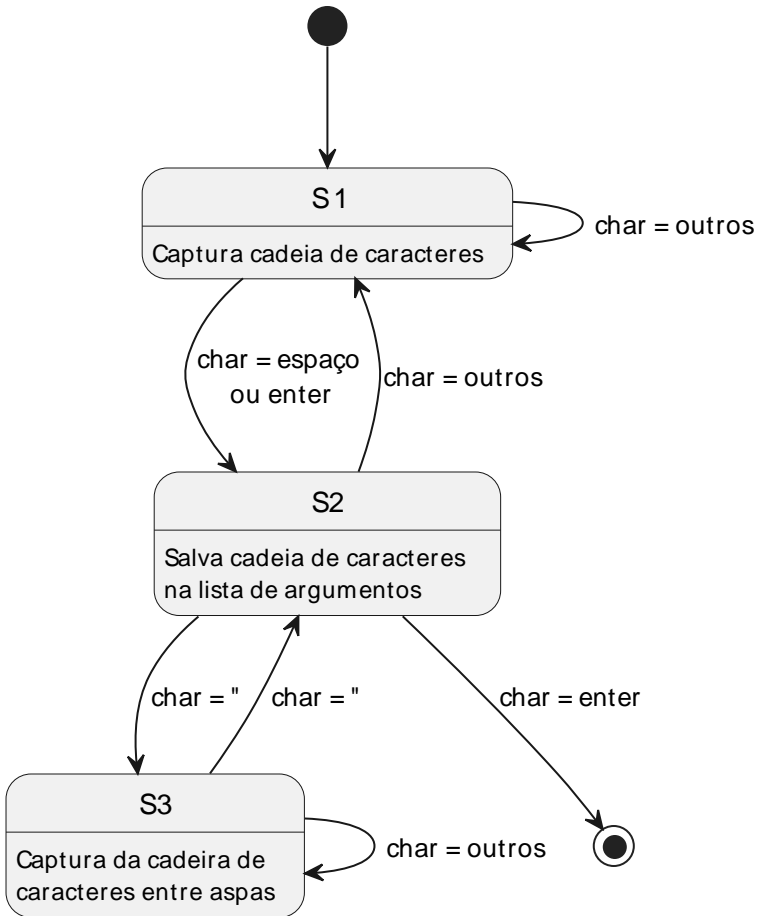 S1
Captura cadeia de caracteres
char = outros
char = espaço
ou enter
char = outros
S2
Salva cadeia de caracteres
na lista de argumentos
char = "
char = "
char = enter
S3
Captura da cadeira de
caracteres entre aspas
char = outros